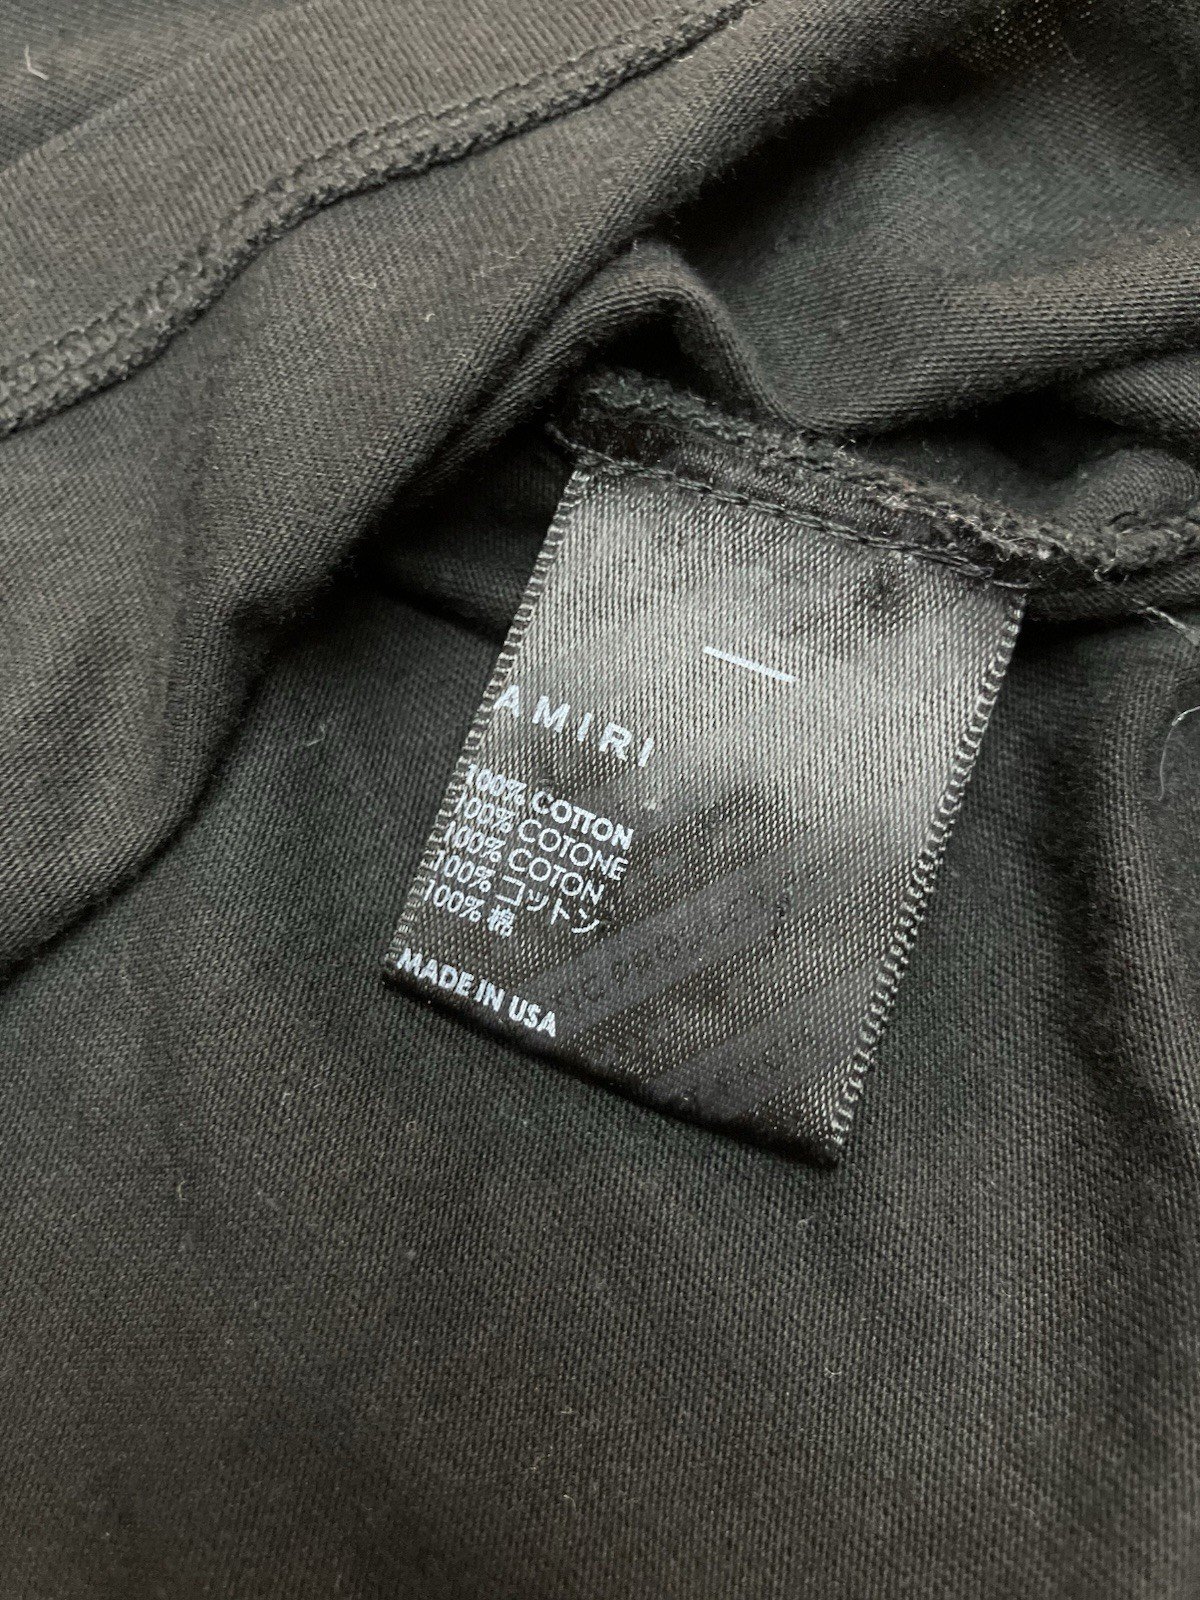 AMIRI
100% COTTON
100% COTONE
100% COTON
100% コットン
100% 棉
MADE IN USA